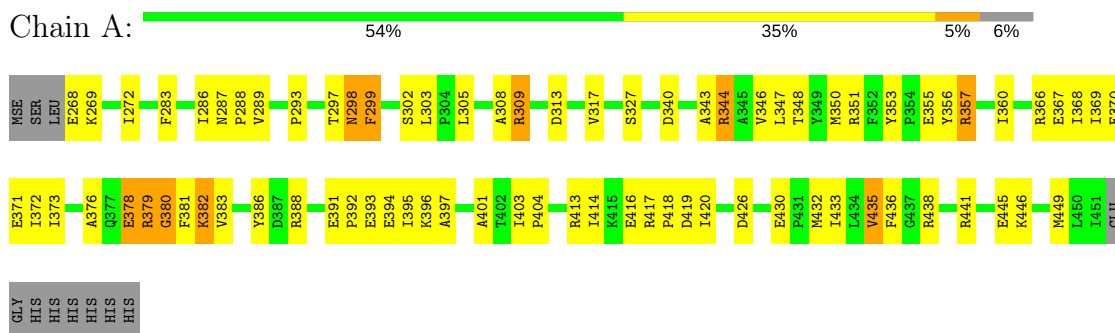 Chain A:
54% 35% 5% 6%
MSE SER LEU E268 K269 I272 F283 I286 N287 P288 V289 P293 T297 N298 F299 S302 L303 P304 L305 A308 R309 D313 V317 S327 D340 A343 R344 A345 V346 L347 T348 Y349 M350 R351 F352 Y353 P354 E355 Y356 R357 I360 R366 E367 I368 I369
E371 I372 I373 A376 Q377 E378 R379 G380 F381 K382 V383 Y386 D387 R388 E391 P392 E393 E394 I395 K396 A397 A401 T402 I403 P404 R413 I414 K415 E416 R417 P418 D419 I420 D426 E430 P431 M432 I433 L434 V435 F436 G437 R438 R441 E445 K446 M449 L450 I451
GLY HIS HIS HIS HIS HIS HIS